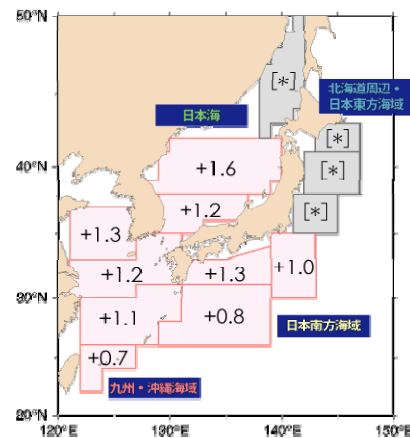 50°N
[*]
北海道周辺・
日本東方海域
日本海
[*]
40°N
+1.6
[*]
+1.2
[*]
+1.3
+1.2
+1.3
+1.0
30°N
+1.1
+0.8
日本南方海域
+0.7
九州・沖縄海域
20°N
120°E
130°E
140°E
150°E